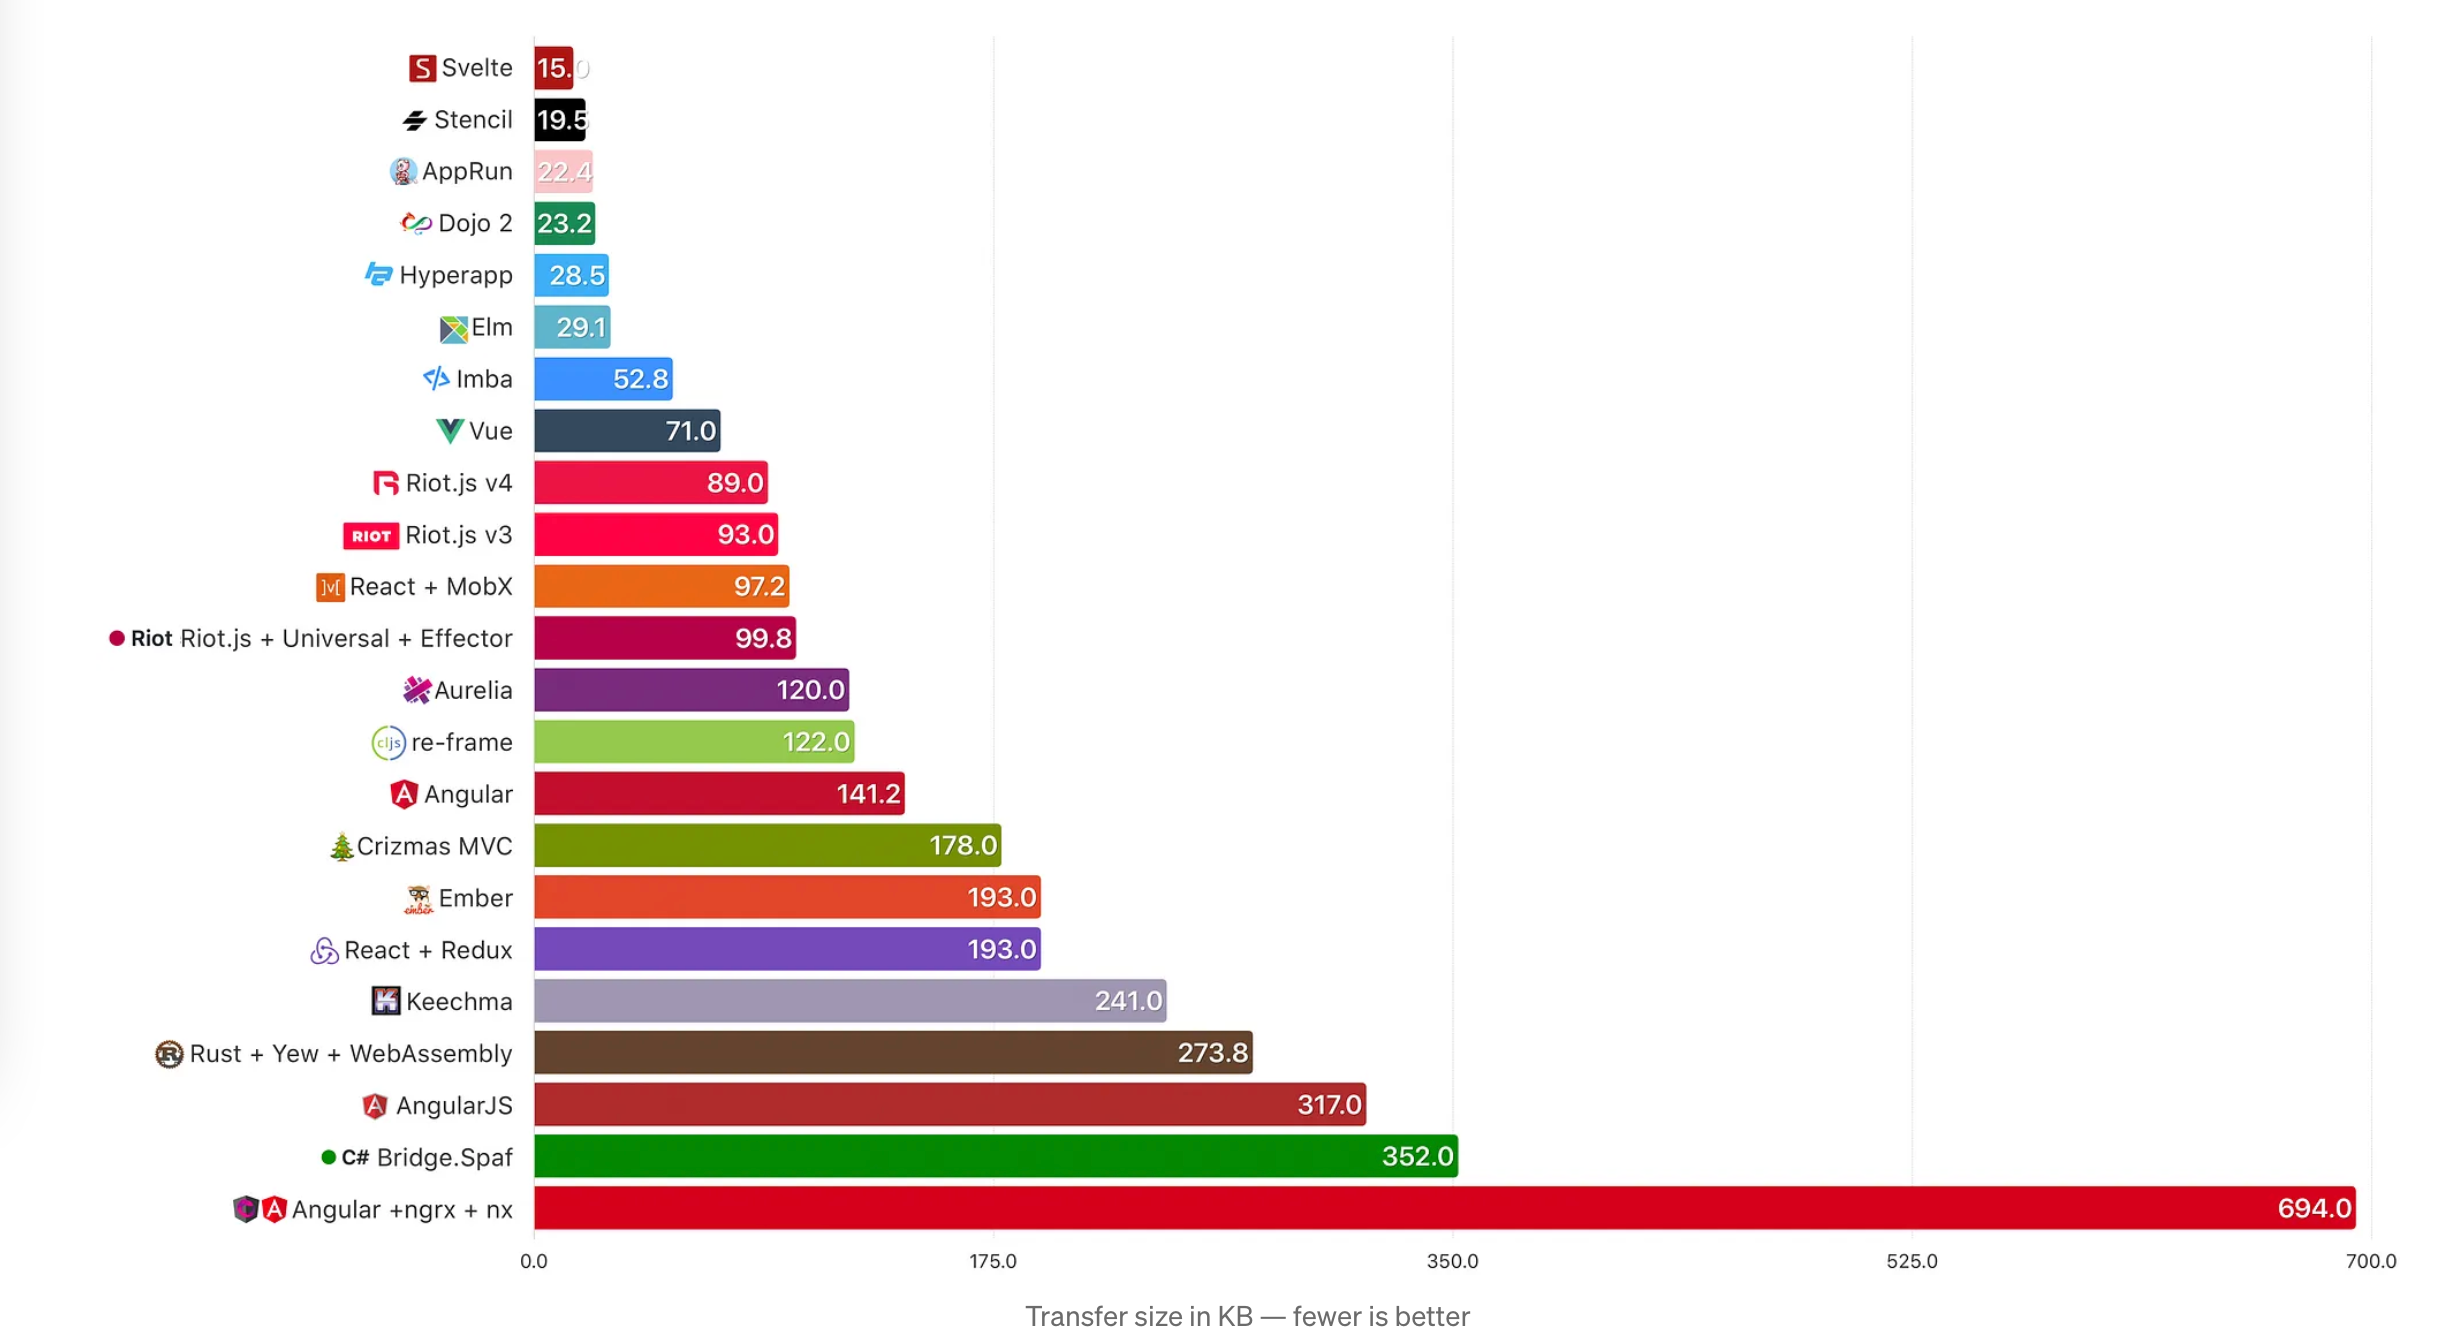 S Svelte 15.0
Stencil 19.5
AppRun 22.4
Dojo 2 23.2
Hyperapp 28.5
Elm 29.1
Imba 52.8
Vue 71.0
Riot.js v4 89.0
RIOT Riot.js v3 93.0
]v[ React + MobX 97.2
Riot Riot.js + Universal + Effector 99.8
Aurelia 120.0
cljs re-frame 122.0
A Angular 141.2
Crizmas MVC 178.0
ember Ember 193.0
React + Redux 193.0
K Keechma 241.0
R Rust + Yew + WebAssembly 273.8
A AngularJS 317.0
C# Bridge.Spaf 352.0
C A Angular +ngrx + nx 694.0
0.0 175.0 350.0 525.0 700.0
Transfer size in KB — fewer is better